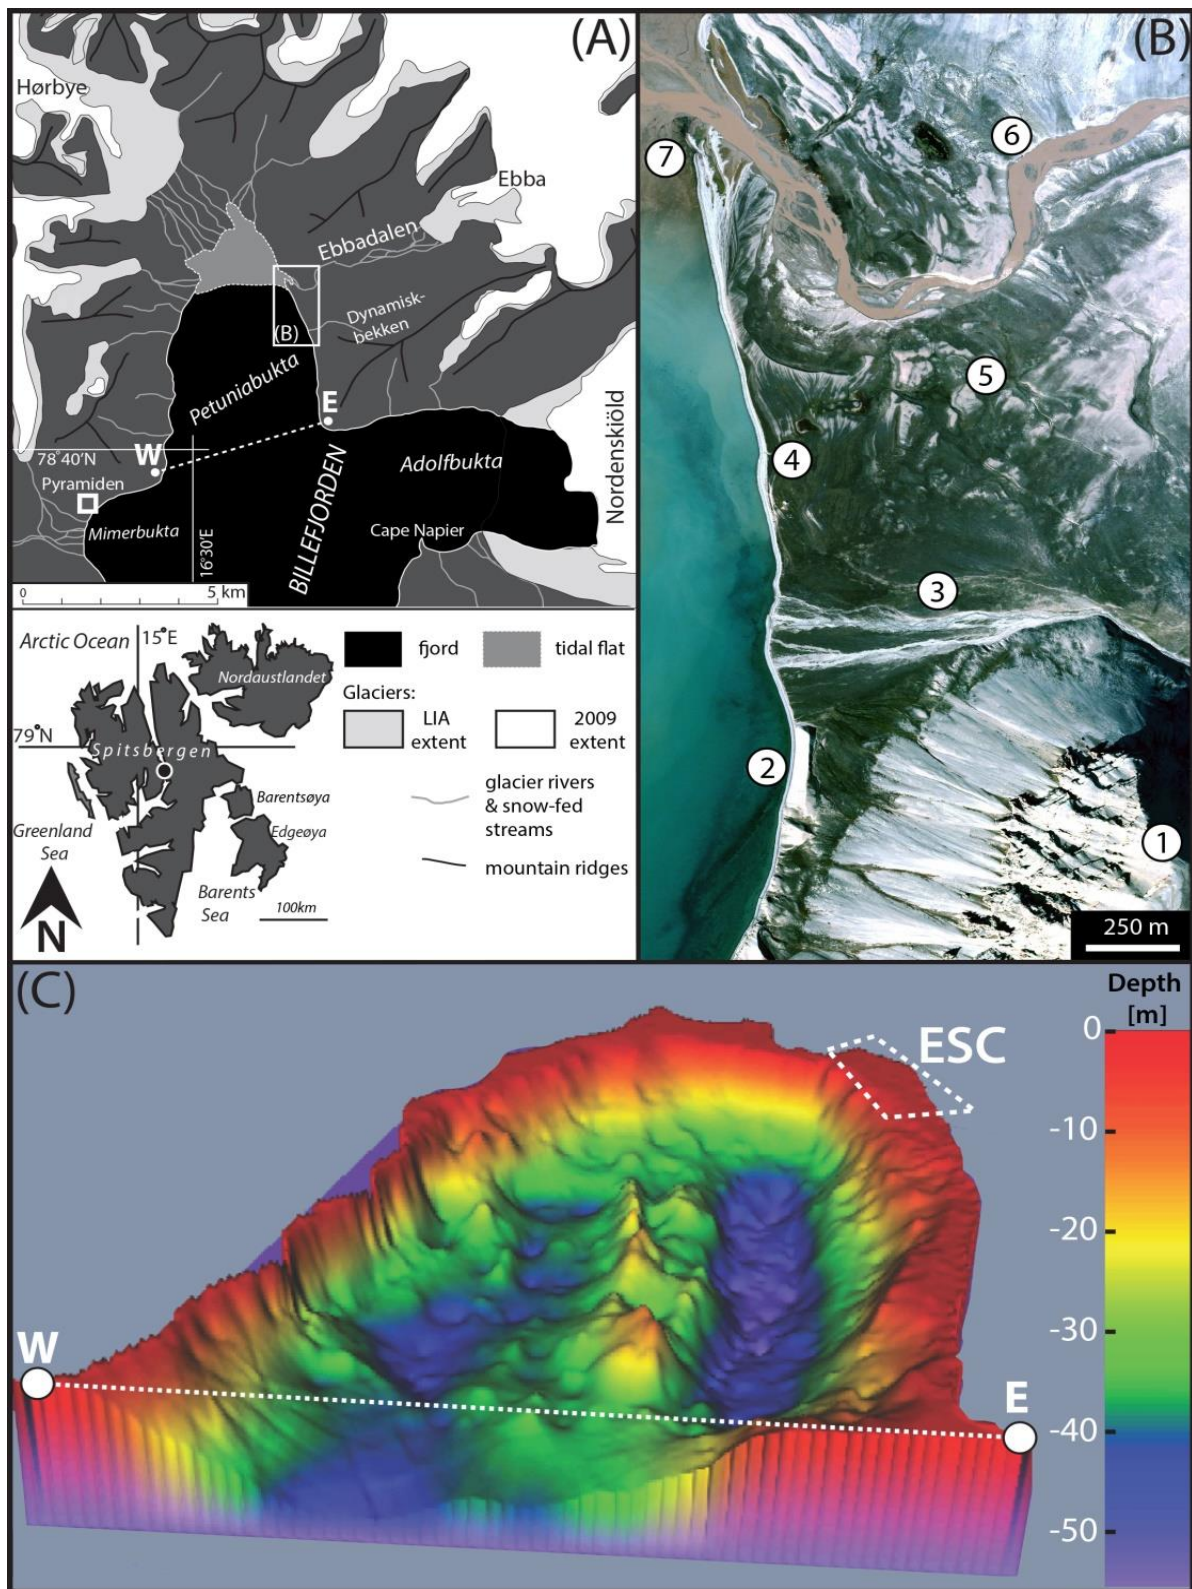 (A)
Hørbye
Ebba
Ebbadalen
Dynamisk-
bekken
(B)
Petuniabukta
E
W
78°40'N
Pyramiden
Mimerbukta
16°30'E
BILLEFJORDEN
Adolfbukta
Cape Napier
Nordenskiöld
0 5 km
Arctic Ocean
15°E
Nordaustlandet
79°N
Spitsbergen
Barentsøya
Edgeøya
Greenland
Sea
Barents
Sea
100km
N
fjord
tidal flat
Glaciers:
LIA
extent
2009
extent
glacier rivers
& snow-fed
streams
mountain ridges
(B)
6
7
5
4
3
2
1
250 m
(C)
ESC
W
E
Depth
[m]
0
-10
-20
-30
-40
-50